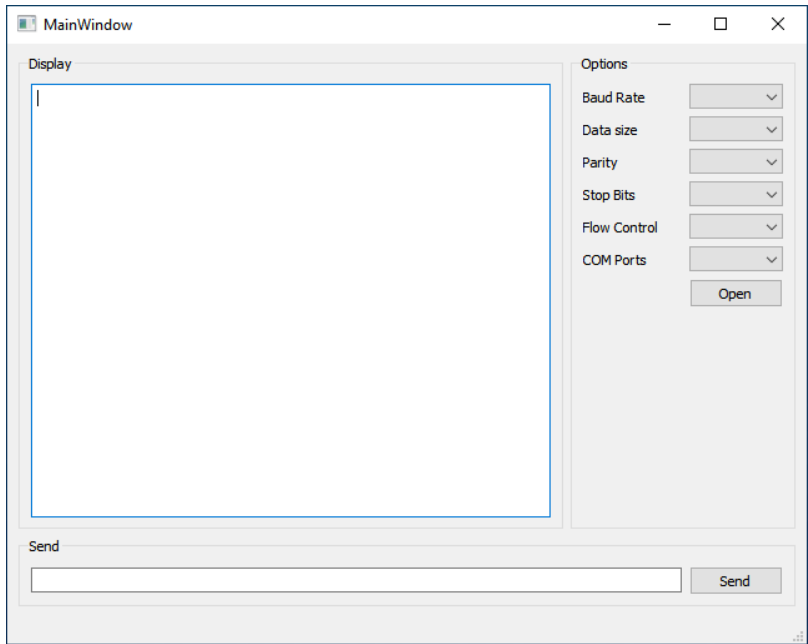 MainWindow
Display
Options
Baud Rate
Data size
Parity
Stop Bits
Flow Control
COM Ports
Open
Send
Send